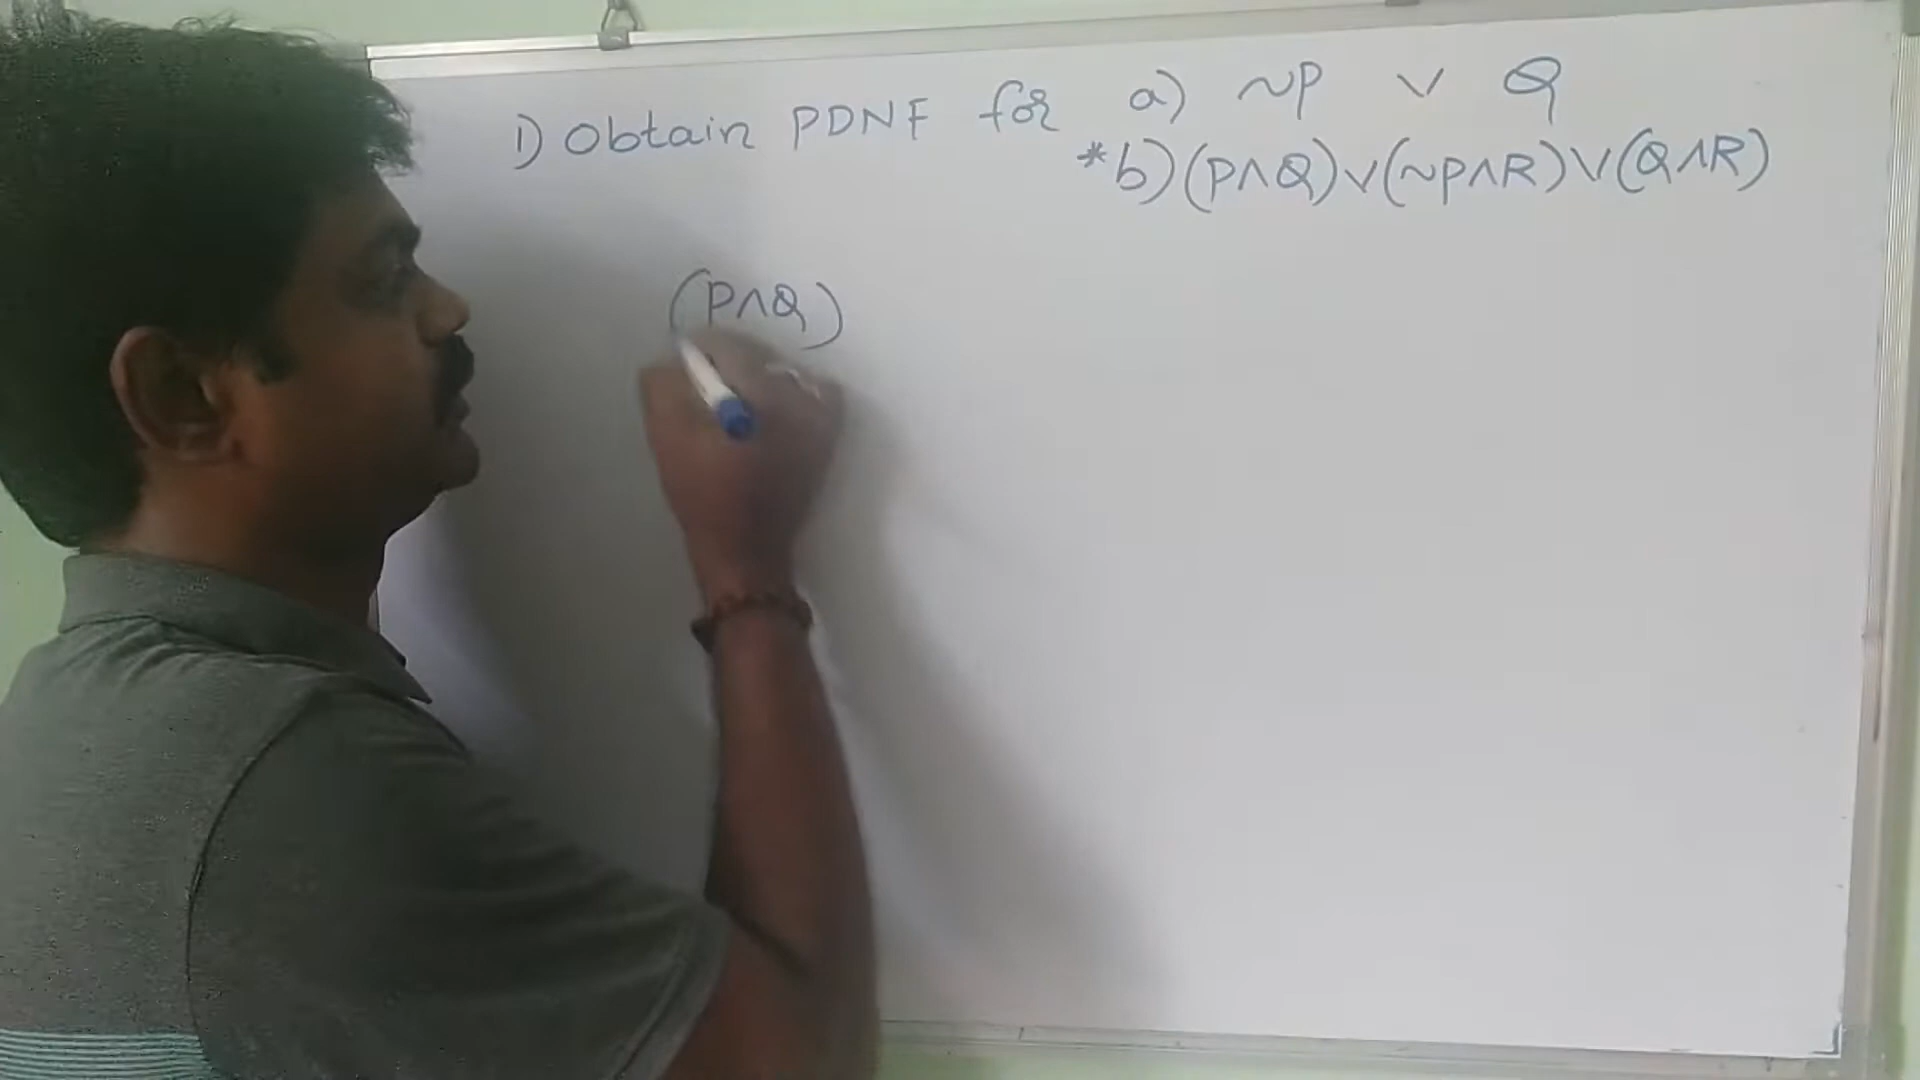 1) Obtain PDNF for a) ~P ∨ Q
*b) (P∧Q)∨(~P∧R)∨(Q∧R)
(P∧Q)